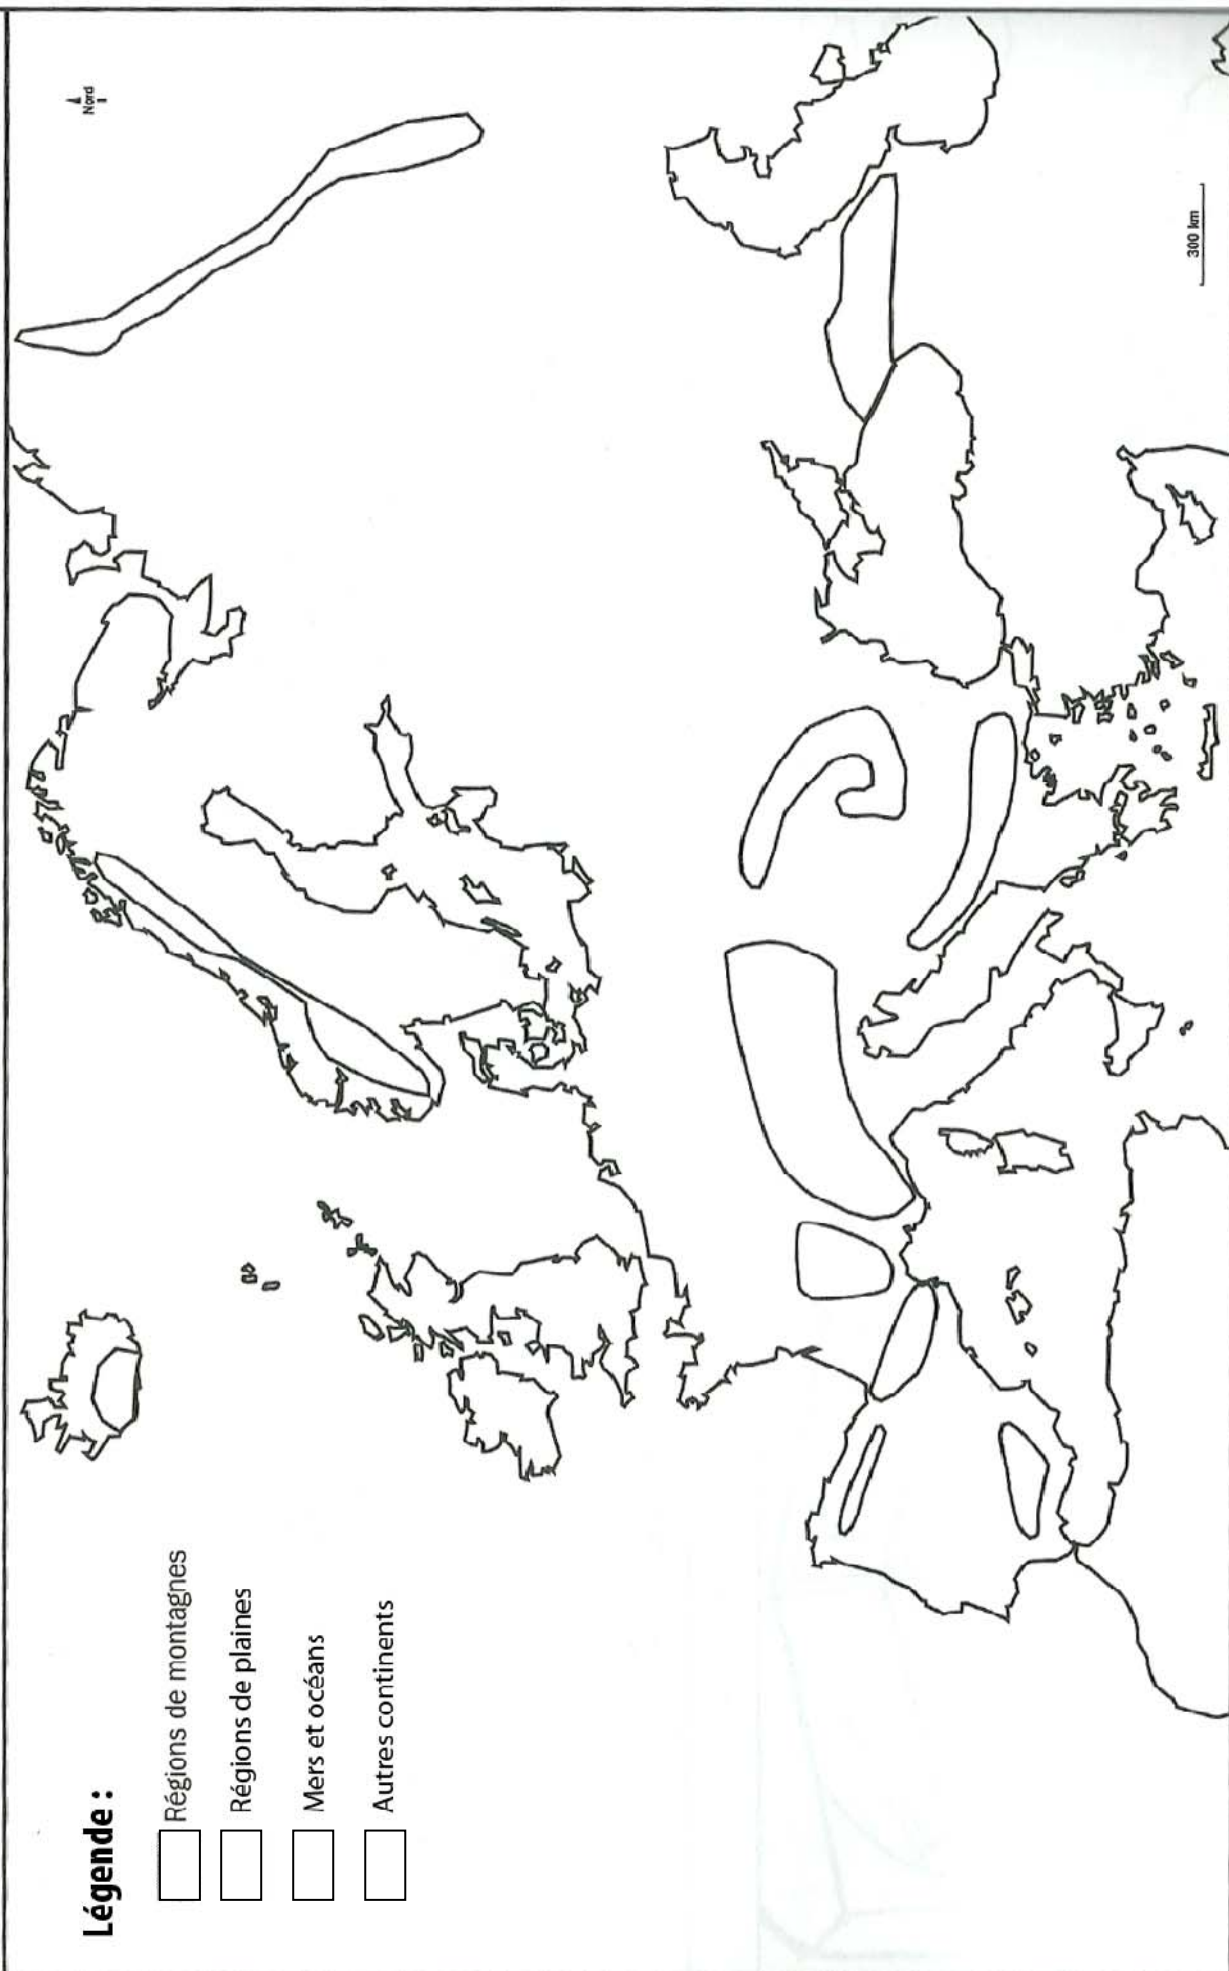 Légende :
Régions de montagnes
Régions de plaines
Mers et océans
Autres continents
Nord
300 km